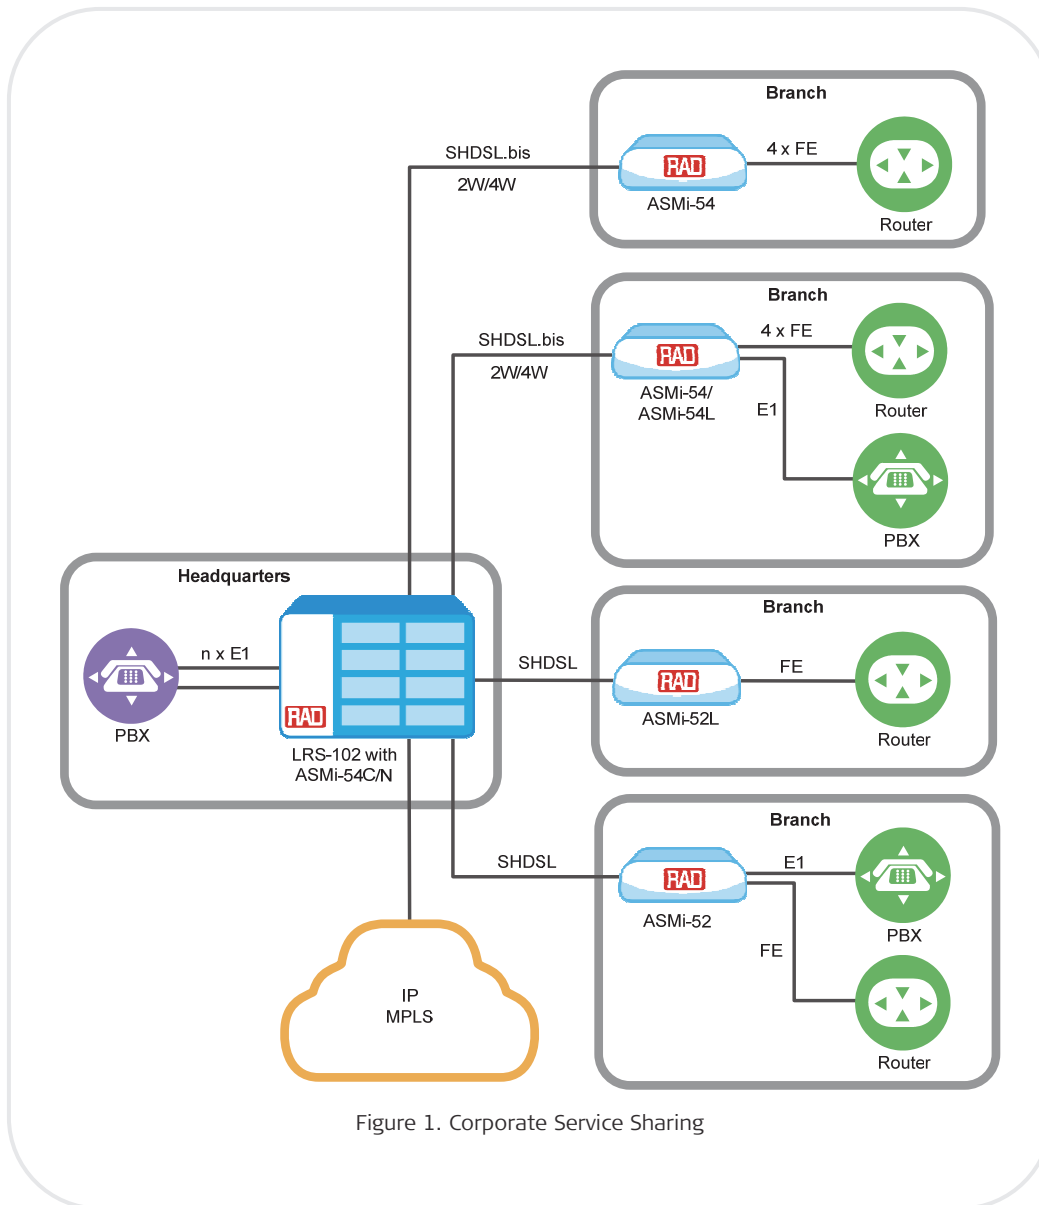 Branch
SHDSL.bis
2W/4W
RAD
ASMi-54
4 x FE
Router
Branch
SHDSL.bis
2W/4W
RAD
ASMi-54/
ASMi-54L
4 x FE
Router
E1
PBX
Headquarters
n x E1
PBX
RAD
LRS-102 with
ASMi-54C/N
Branch
SHDSL
RAD
ASMi-52L
FE
Router
Branch
SHDSL
RAD
ASMi-52
E1
PBX
FE
Router
IP
MPLS
Figure 1. Corporate Service Sharing